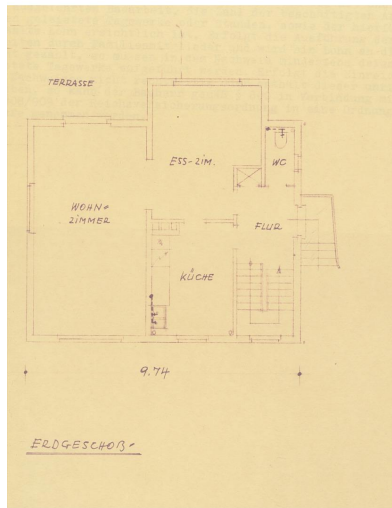 TERRASSE
ESS-ZIM.
WC
WOHN=
ZIMMER
FLUR
KÜCHE
9.74
ERDGESCHOß=